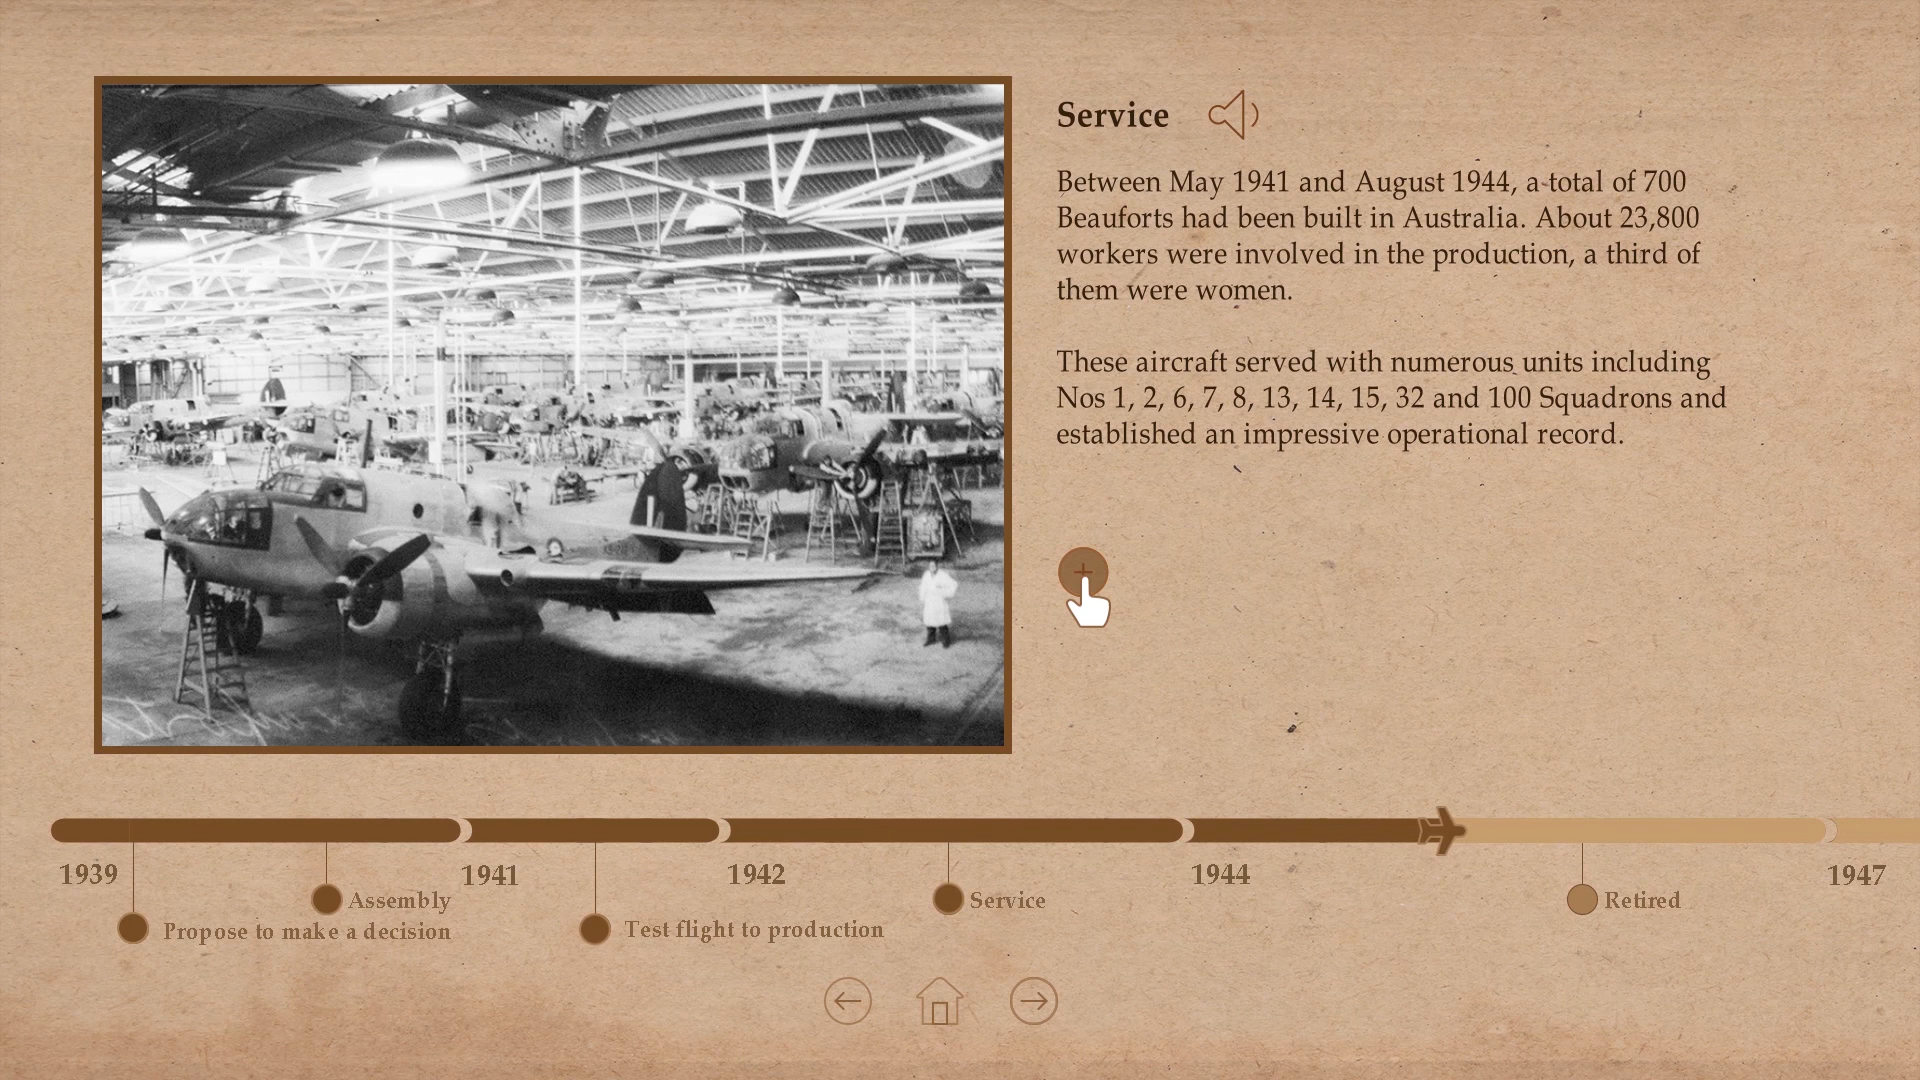 Service
Between May 1941 and August 1944, a total of 700
Beauforts had been built in Australia. About 23,800
workers were involved in the production, a third of
them were women.
These aircraft served with numerous units including
Nos 1, 2, 6, 7, 8, 13, 14, 15, 32 and 100 Squadrons and
established an impressive operational record.
1939
1941
1942
1944
1947
Assembly
Service
Retired
Propose to make a decision
Test flight to production